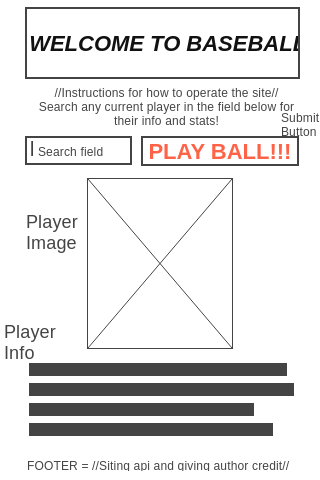 WELCOME TO BASEBALL
//Instructions for how to operate the site//
Search any current player in the field below for
their info and stats!
Submit
Button
Search field
PLAY BALL!!!
Player
Image
Player
Info
FOOTER = //Siting api and giving author credit//